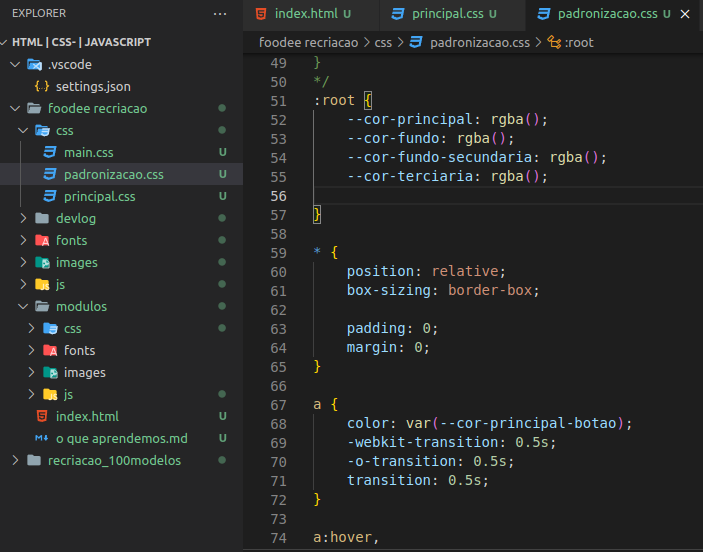 EXPLORER
···
HTML | CSS- | JAVASCRIPT
.vscode
settings.json
foodee recriacao
css
main.css U
padronizacao.css U
principal.css U
devlog
fonts
images
js
modulos
css
fonts
images
js
index.html U
o que aprendemos.md U
recriacao_100modelos
index.html U
principal.css U
padronizacao.css U
foodee recriacao > css > padronizacao.css > :root
49 }
50 */
51 :root {
52 --cor-principal: rgba();
53 --cor-fundo: rgba();
54 --cor-fundo-secundaria: rgba();
55 --cor-terciaria: rgba();
56
57 }
58
59 * {
60 position: relative;
61 box-sizing: border-box;
62
63 padding: 0;
64 margin: 0;
65 }
66
67 a {
68 color: var(--cor-principal-botao);
69 -webkit-transition: 0.5s;
70 -o-transition: 0.5s;
71 transition: 0.5s;
72 }
73
74 a:hover,